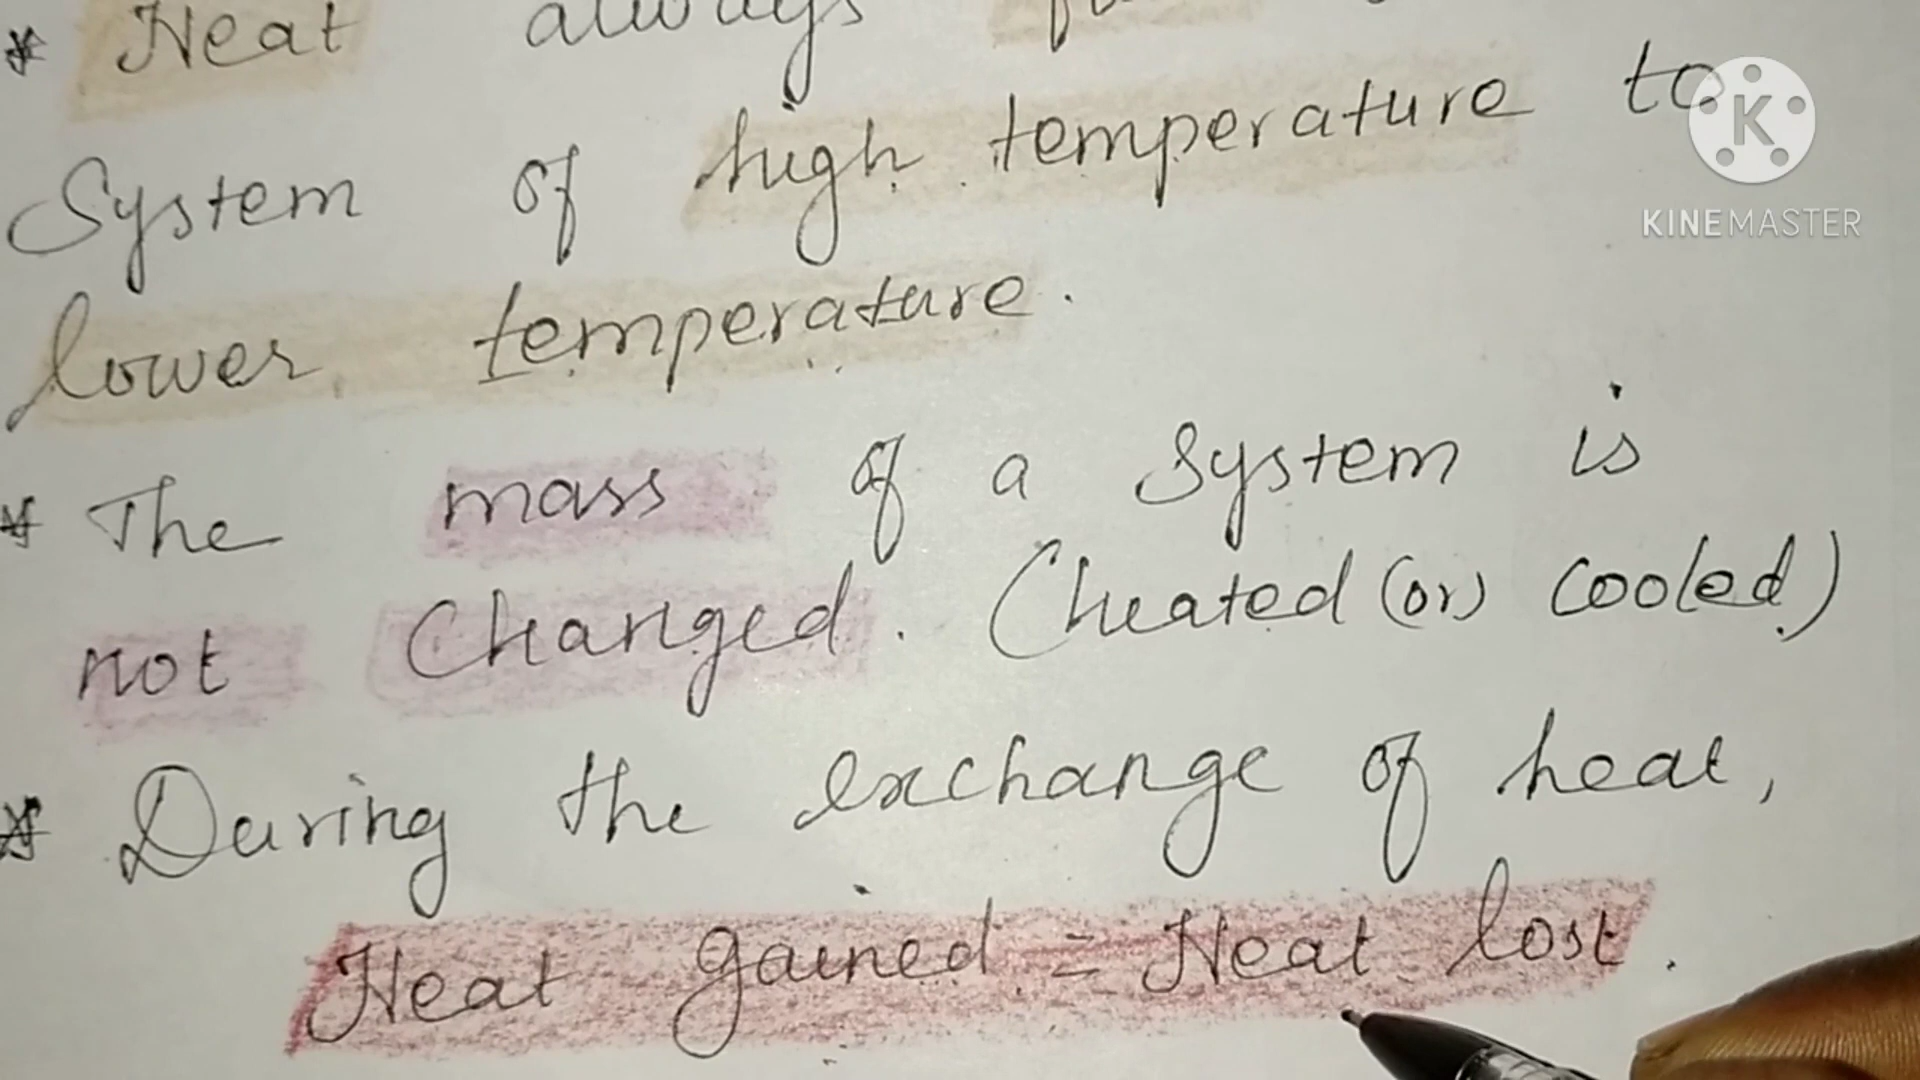 * Heat always
System of high temperature to
lower temperature.
* The mass of a System is
not Changed. (heated (or) cooled)
* During the exchange of heat,
Heat gained = Heat lost.
K
KINEMASTER